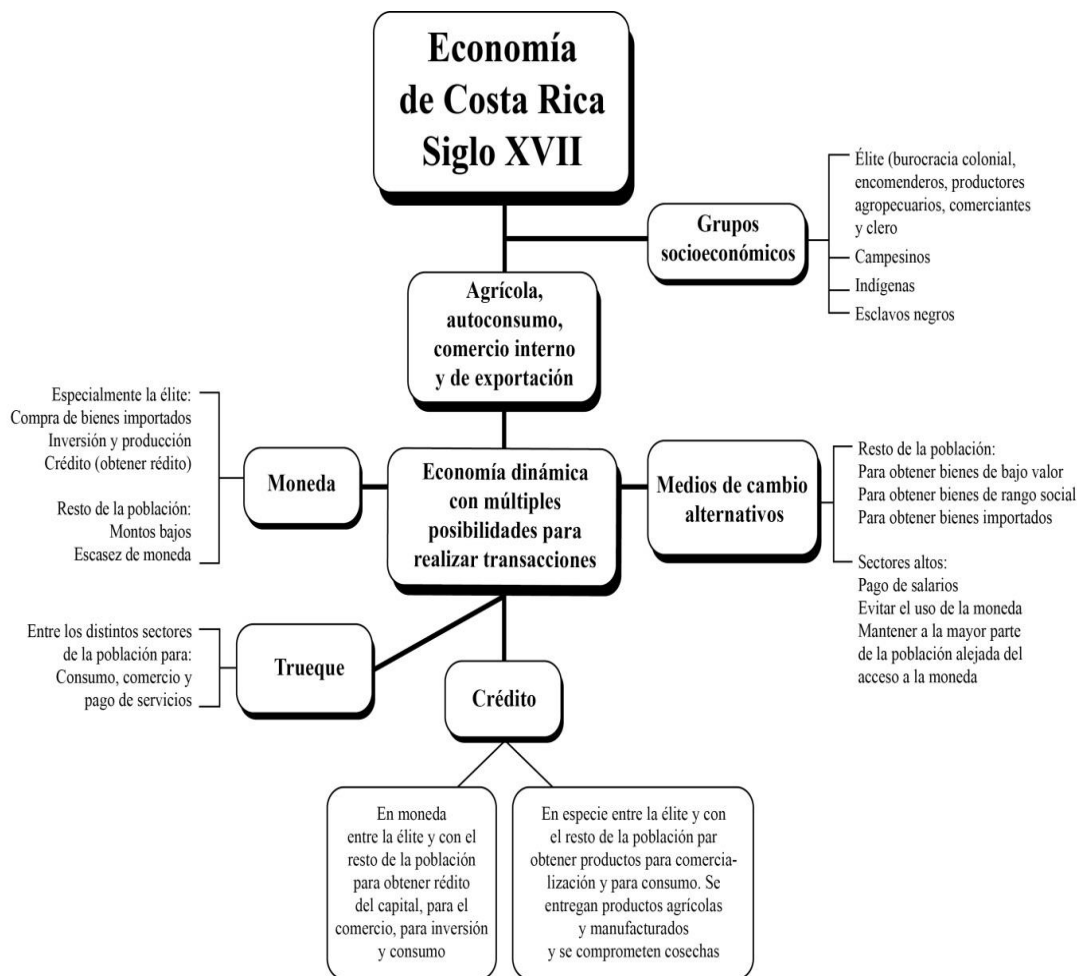 Economía
de Costa Rica
Siglo XVII
Grupos
socioeconómicos
Élite (burocracia colonial,
encomenderos, productores
agropecuarios, comerciantes
y clero
Campesinos
Indígenas
Esclavos negros
Agrícola,
autoconsumo,
comercio interno
y de exportación
Especialmente la élite:
Compra de bienes importados
Inversión y producción
Crédito (obtener rédito)
Resto de la población:
Montos bajos
Escasez de moneda
Moneda
Economía dinámica
con múltiples
posibilidades para
realizar transacciones
Medios de cambio
alternativos
Resto de la población:
Para obtener bienes de bajo valor
Para obtener bienes de rango social
Para obtener bienes importados
Sectores altos:
Pago de salarios
Evitar el uso de la moneda
Mantener a la mayor parte
de la población alejada del
acceso a la moneda
Entre los distintos sectores
de la población para:
Consumo, comercio y
pago de servicios
Trueque
Crédito
En moneda
entre la élite y con el
resto de la población
para obtener rédito
del capital, para el
comercio, para inversión
y consumo
En especie entre la élite y con
el resto de la población par
obtener productos para comercia-
lización y para consumo. Se
entregan productos agrícolas
y manufacturados
y se comprometen cosechas